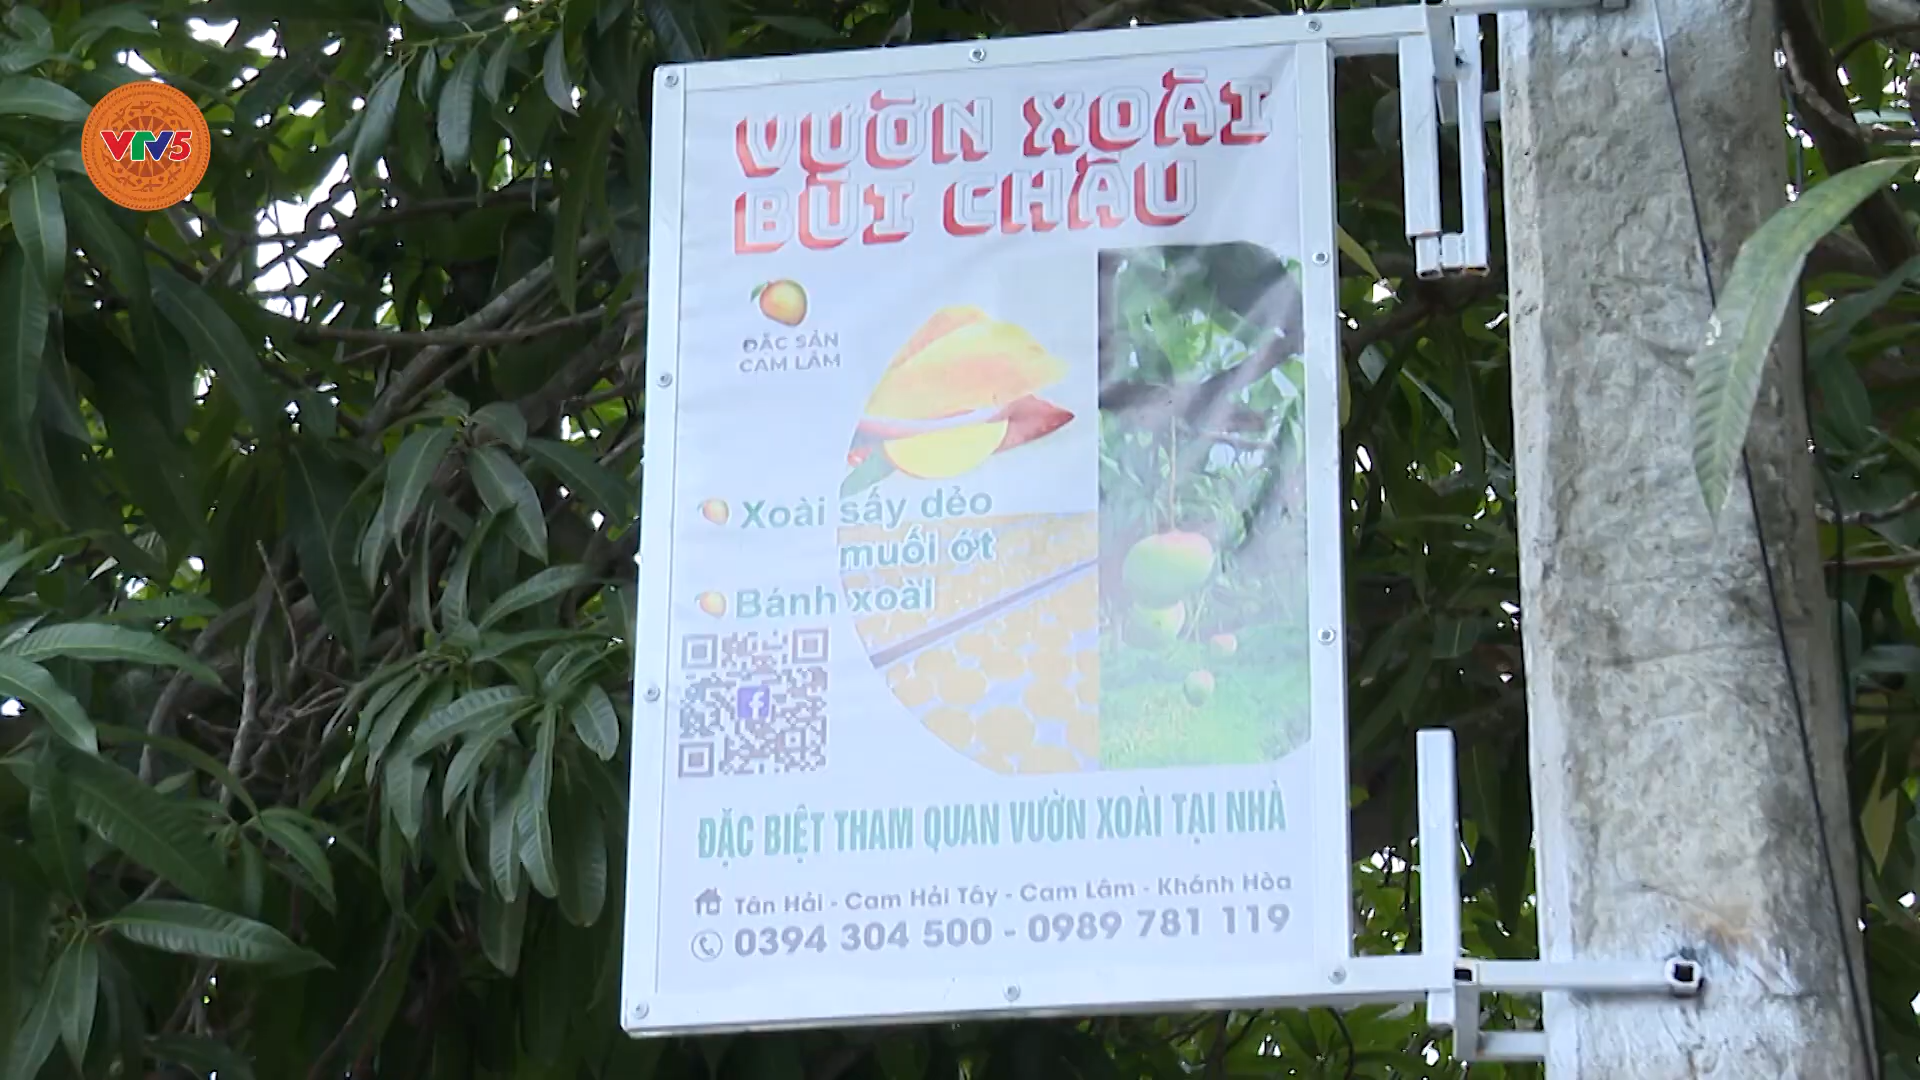 VTV5
VƯỜN XOÀI
BÙI CHÂU
ĐẶC SẢN
CAM LÂM
Xoài sấy dẻo
muối ớt
Bánh xoài
ĐẶC BIỆT THAM QUAN VƯỜN XOÀI TẠI NHÀ
Tân Hải - Cam Hải Tây - Cam Lâm - Khánh Hòa
0394 304 500 - 0989 781 119